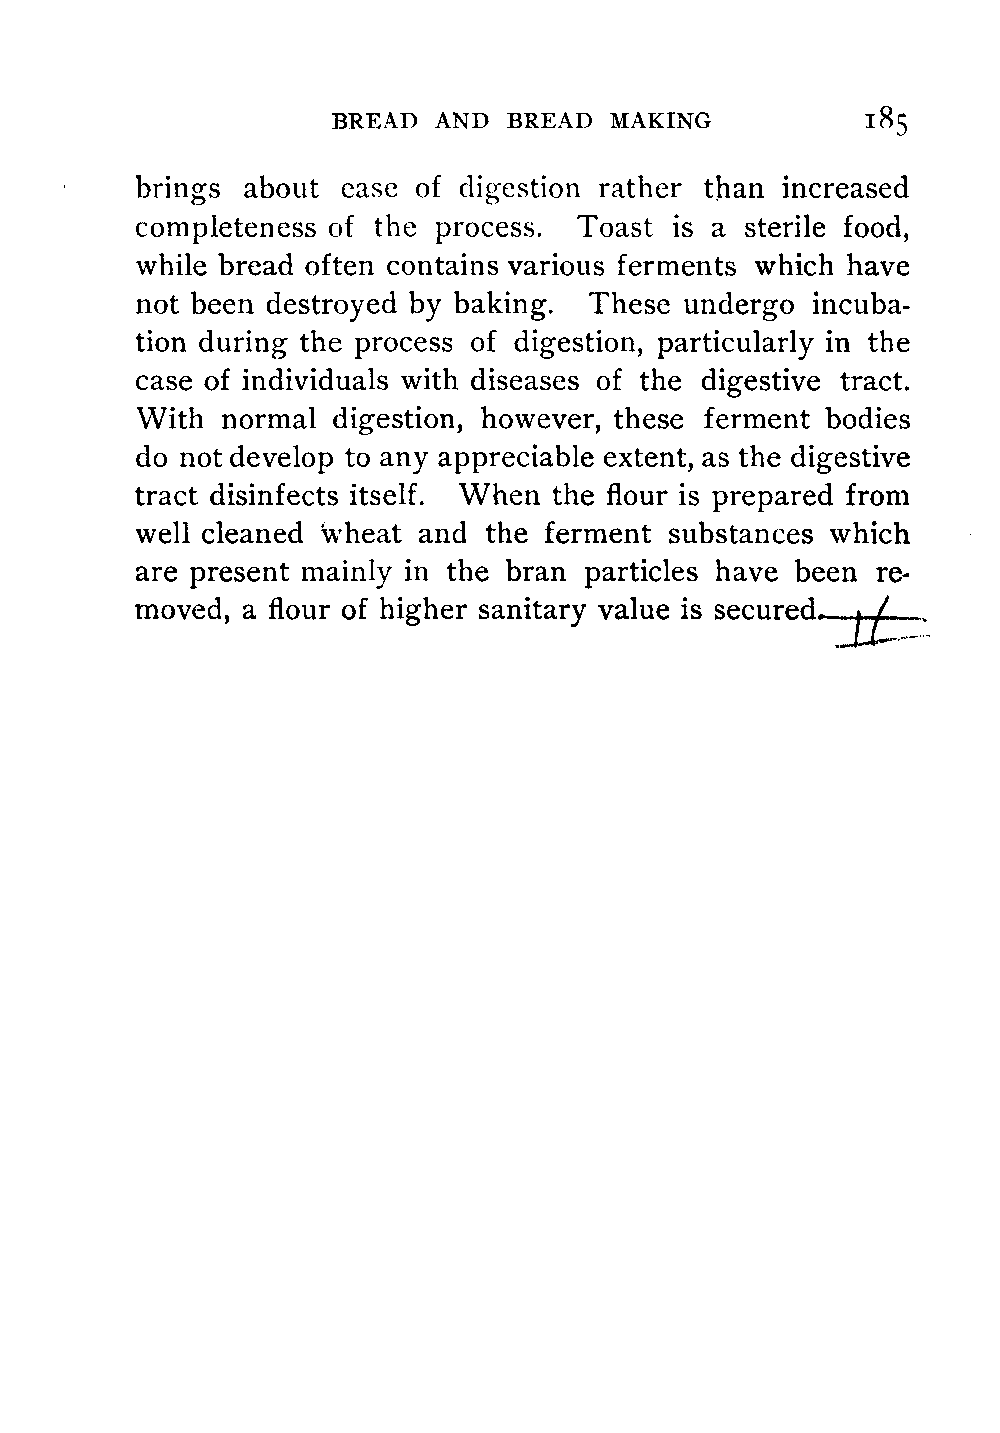 BREAD AND BREAD MAKING 185
brings about ease of digestion rather than increased
completeness of the process. Toast is a sterile food,
while bread often contains various ferments which have
not been destroyed by baking. These undergo incuba-
tion during the process of digestion, particularly in the
case of individuals with diseases of the digestive tract.
With normal digestion, however, these ferment bodies
do not develop to any appreciable extent, as the digestive
tract disinfects itself. When the flour is prepared from
well cleaned wheat and the ferment substances which
are present mainly in the bran particles have been re-
moved, a flour of higher sanitary value is secured.